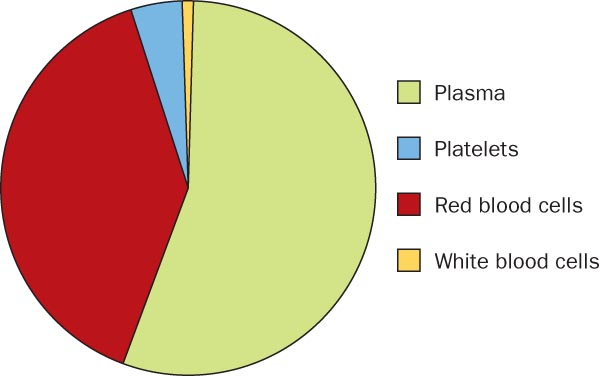 Plasma
Platelets
Red blood cells
White blood cells